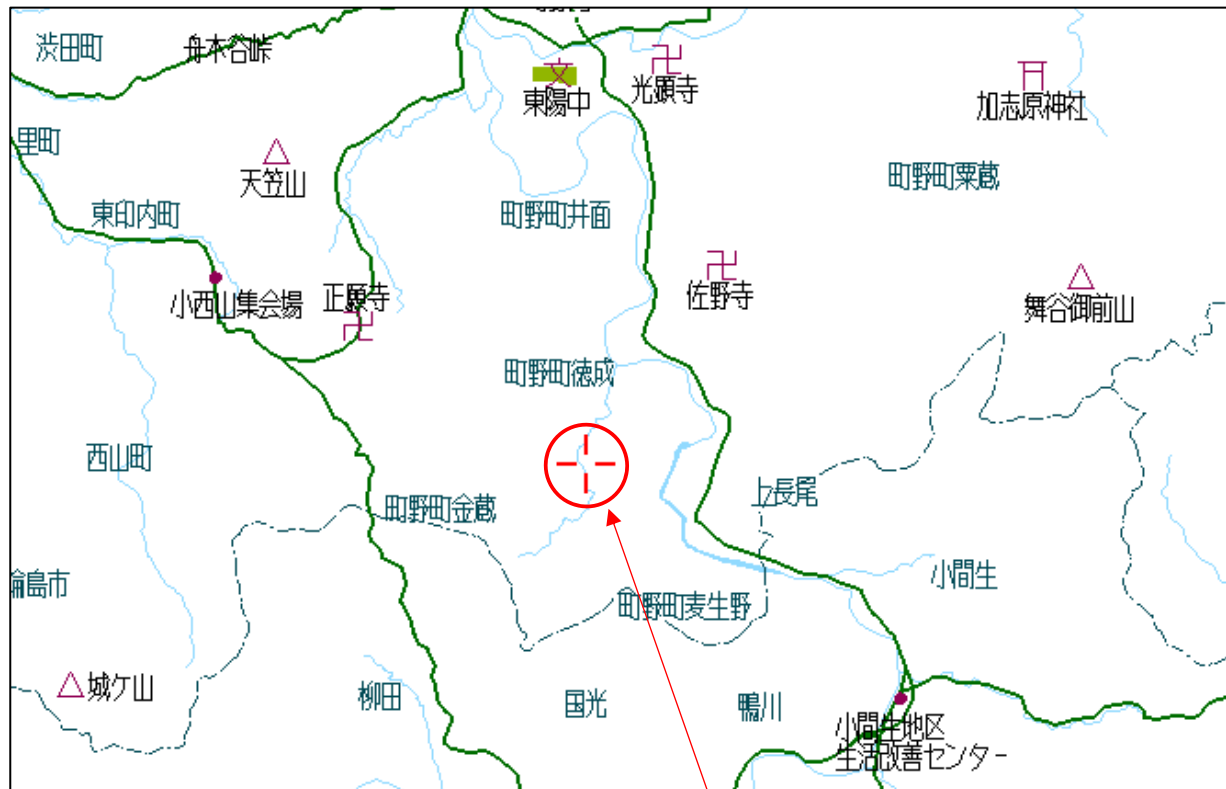 渋田町
舟木谷峠
東陽中
光顕寺
加志原神社
里町
天笠山
町野町粟蔵
東印内町
町野町井面
小西山集会場
正願寺
佐野寺
舞谷御前山
町野町徳成
西山町
町野町金蔵
上長尾
輪島市
小間生
町野町麦生野
城ケ山
柳田
国光
鴨川
小間生地区
生活改善センター